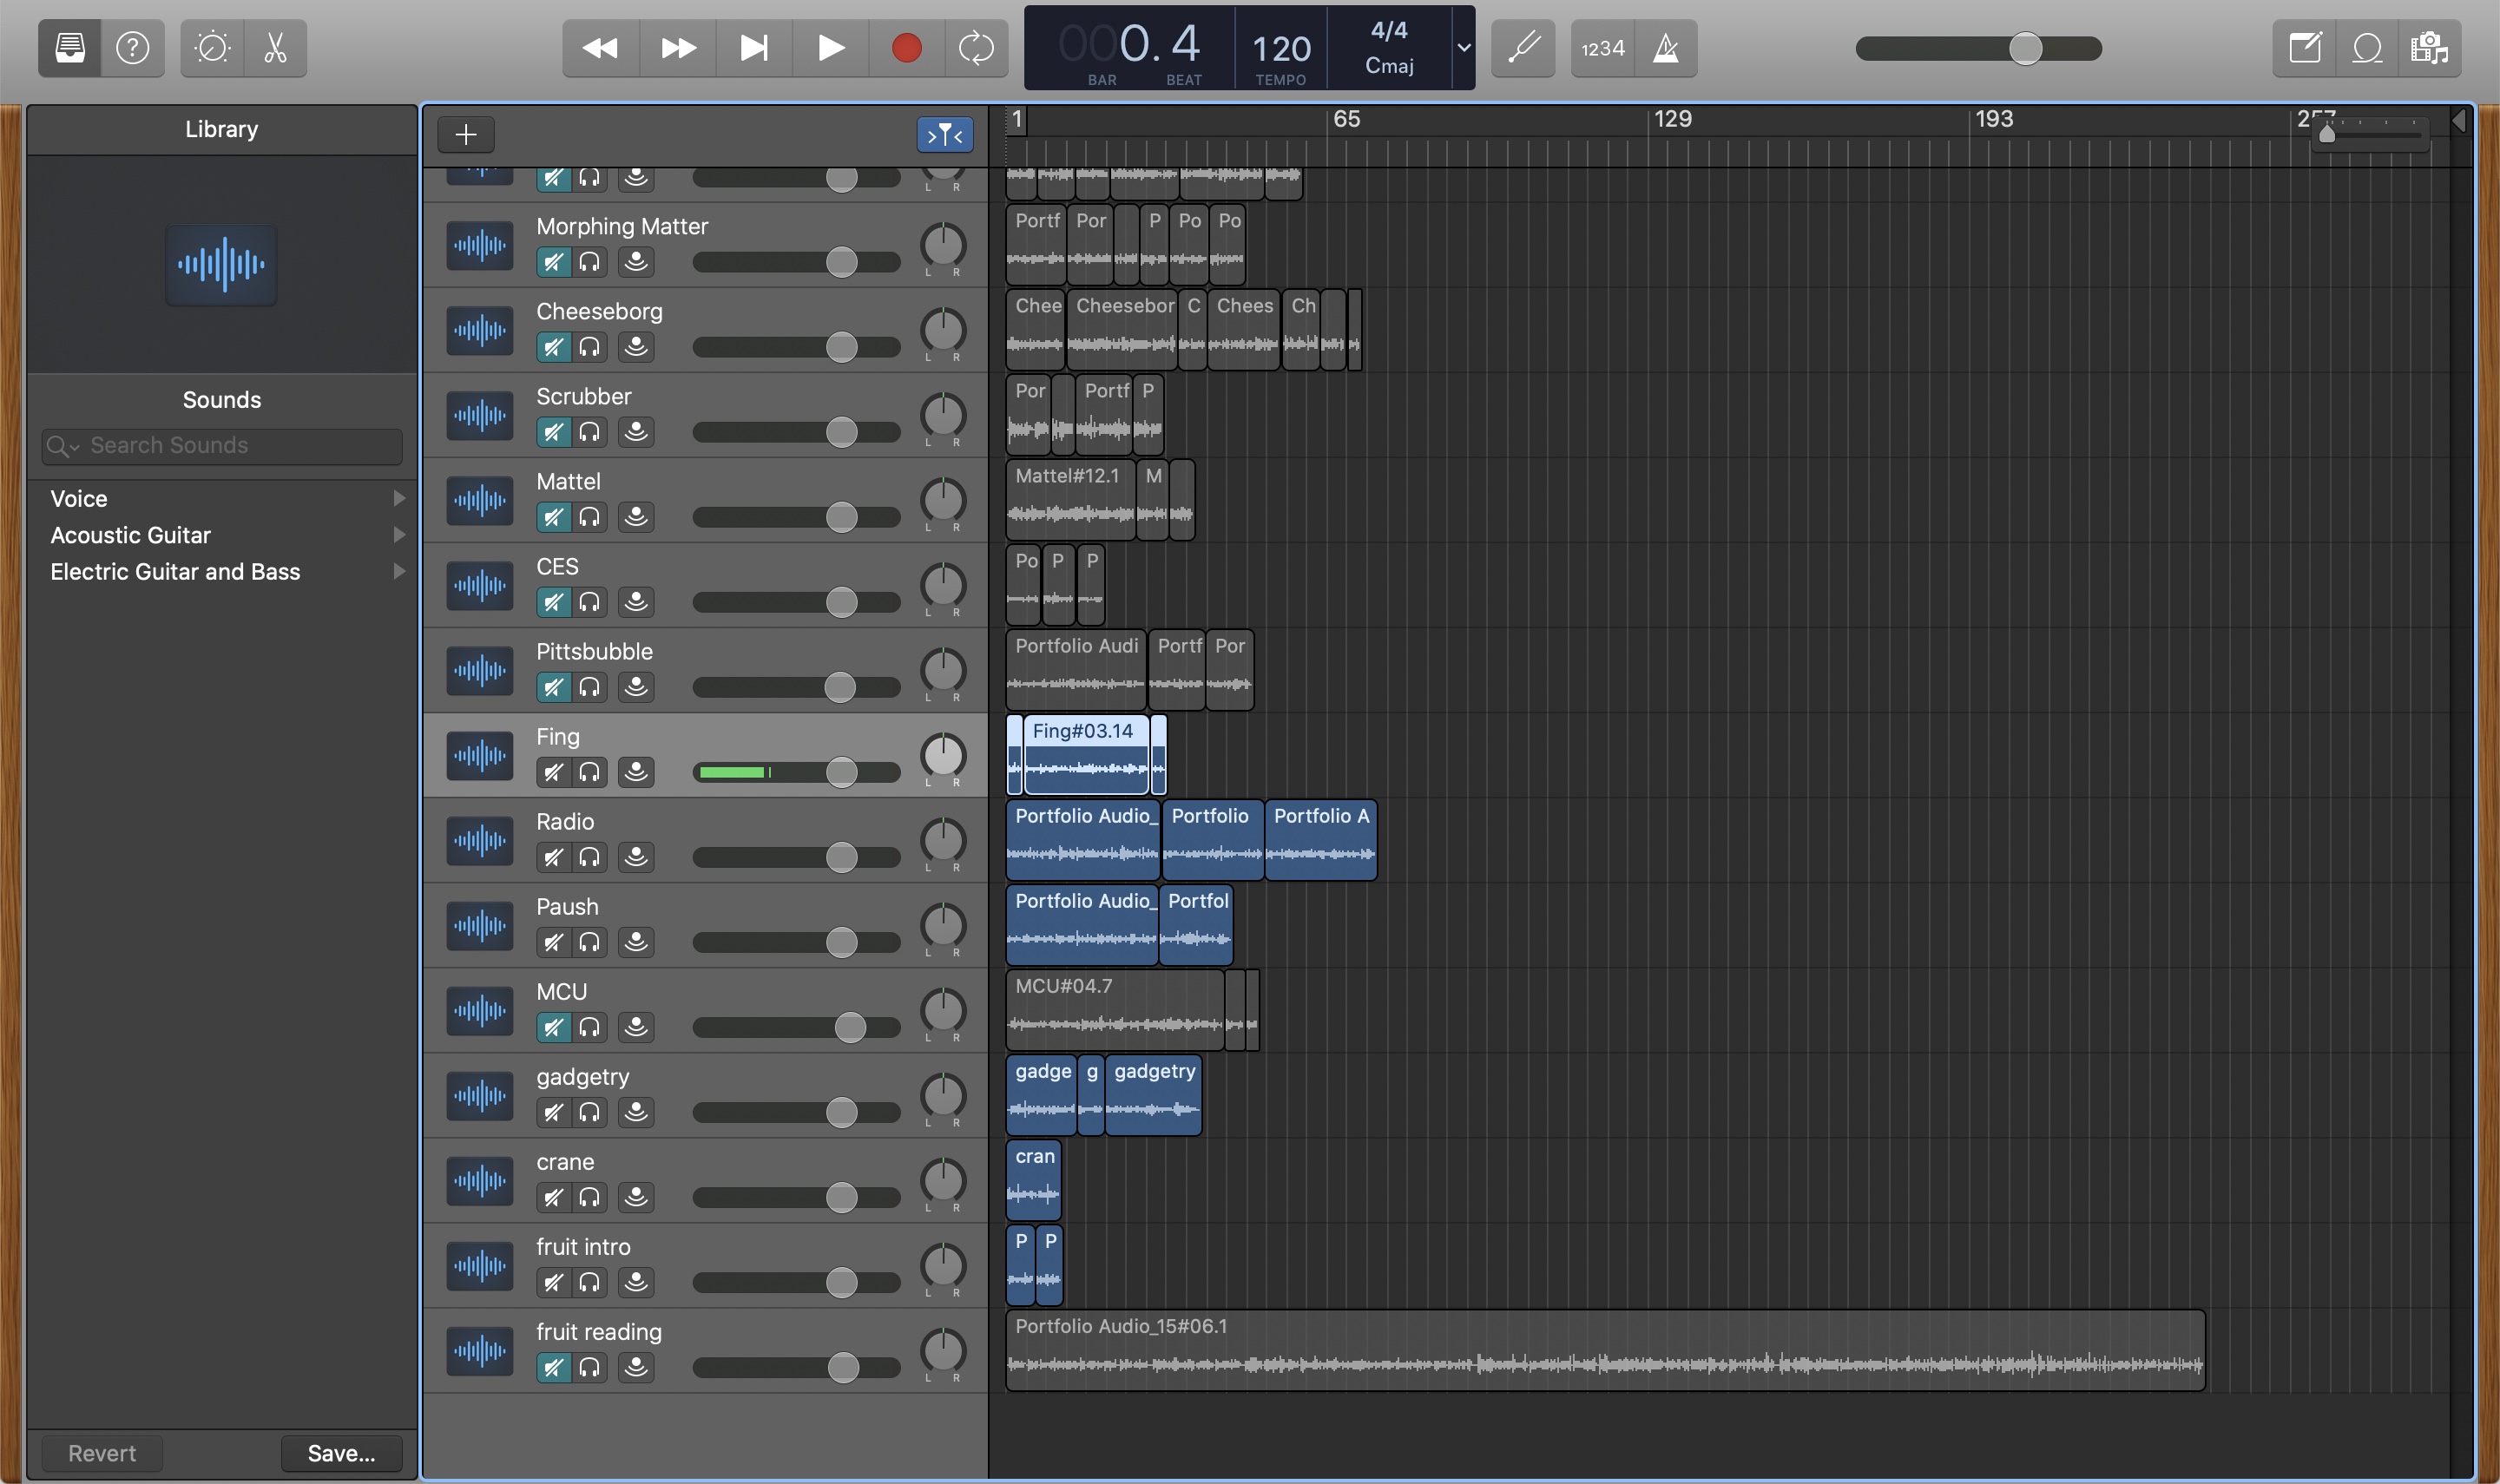 000.4
BAR BEAT
120
TEMPO
4/4
Cmaj
1234
Library
Sounds
Search Sounds
Voice
Acoustic Guitar
Electric Guitar and Bass
Revert Save...
1 65 129 193
L R
Morphing Matter
L R
Portf Por P Po Po
Cheeseborg
L R
Chee Cheesebor C Chees Ch
Scrubber
L R
Por Portf P
Mattel
L R
Mattel#12.1 M
CES
L R
Po P P
Pittsbubble
L R
Portfolio Audi Portf Por
Fing
L R
Fing#03.14
Radio
L R
Portfolio Audio_ Portfolio Portfolio A
Paush
L R
Portfolio Audio_ Portfol
MCU
L R
MCU#04.7
gadgetry
L R
gadge g gadgetry
crane
L R
cran
fruit intro
L R
P P
fruit reading
L R
Portfolio Audio_15#06.1